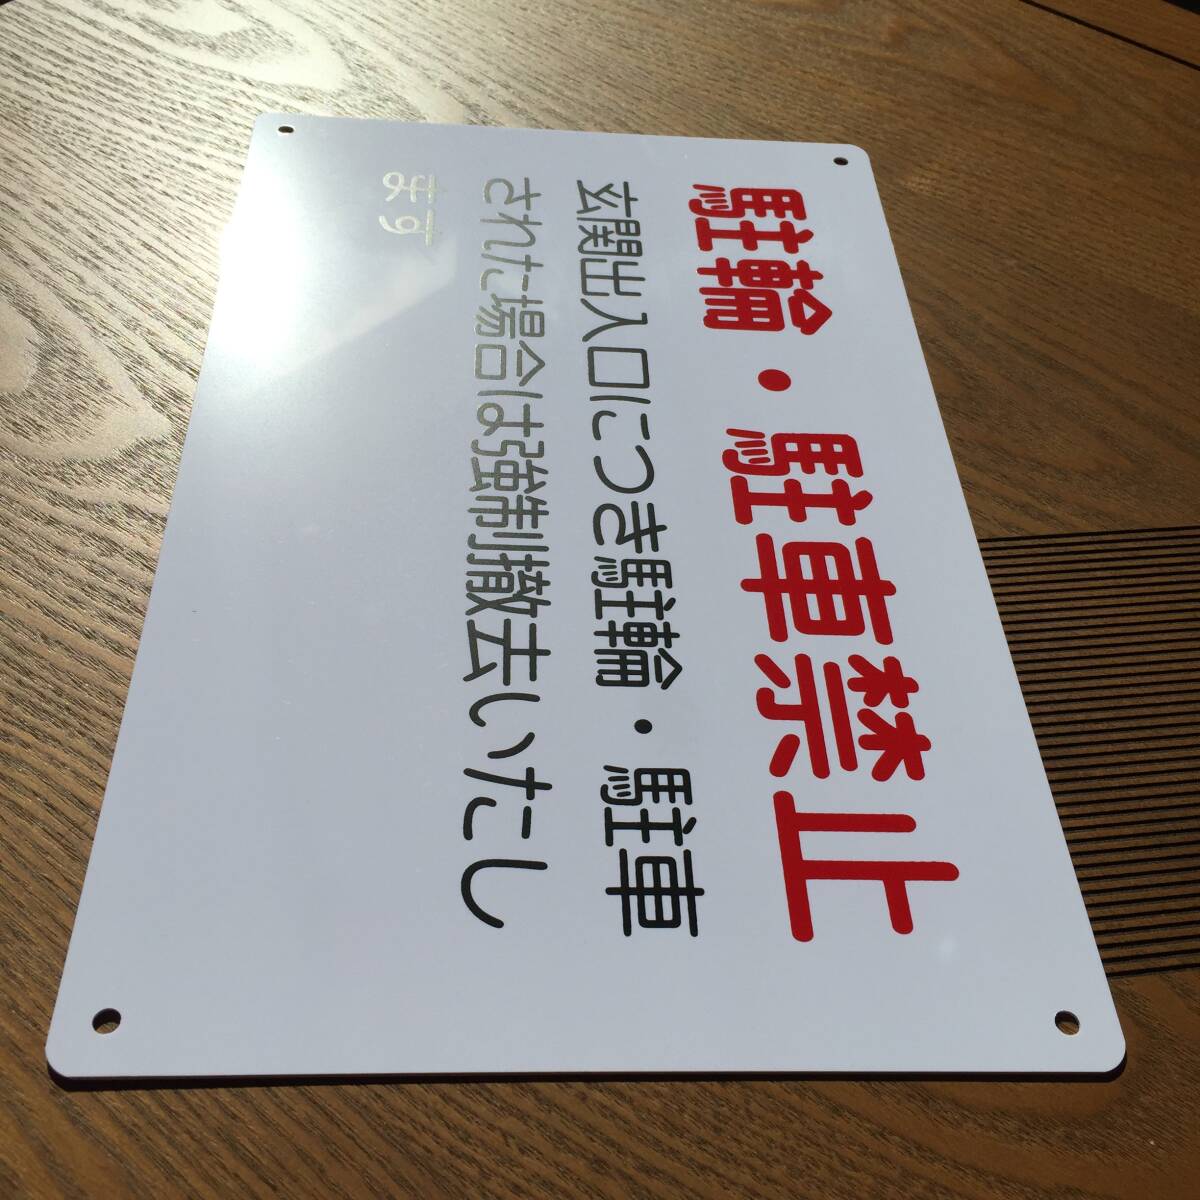 駐輪・駐車禁止
玄関出入口につき駐輪・駐車
された場合は強制撤去いたし
ます